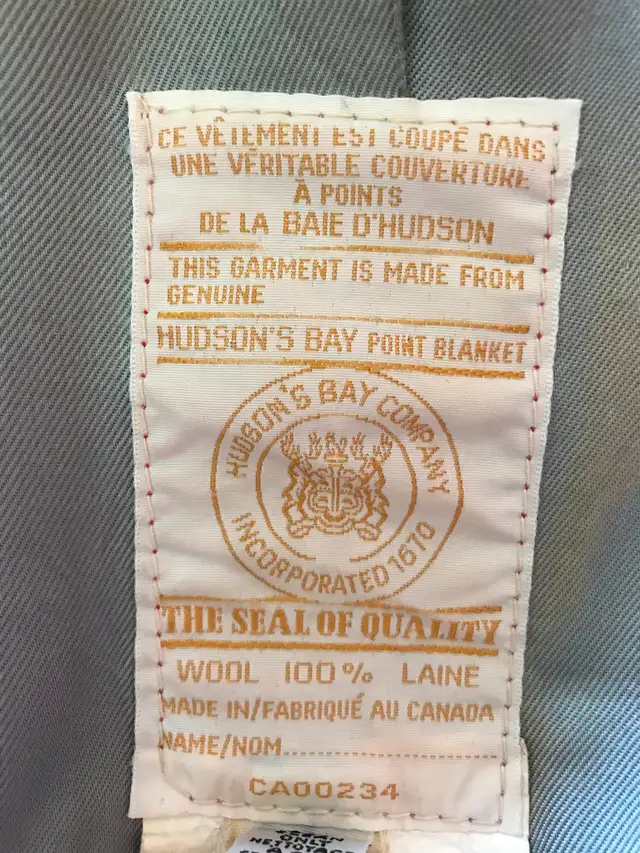 CE VÊTEMENT EST COUPÉ DANS
UNE VÉRITABLE COUVERTURE
À POINTS
DE LA BAIE D'HUDSON
THIS GARMENT IS MADE FROM
GENUINE
HUDSON'S BAY POINT BLANKET
HUDSON'S BAY COMPANY
INCORPORATED 1670
THE SEAL OF QUALITY
WOOL 100% LAINE
MADE IN/FABRIQUÉ AU CANADA
NAME/NOM
CA00234
ONLY
NETTOYAGE